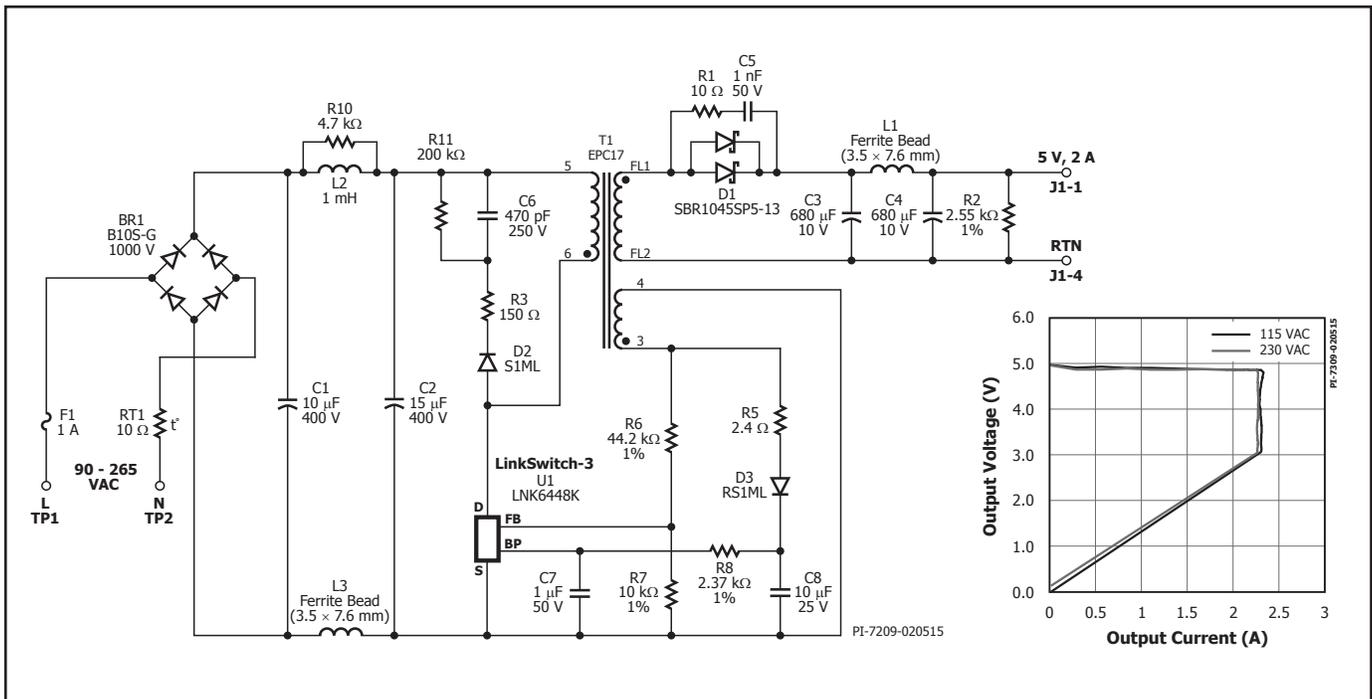 C5
1 nF
50 V
R1
10 Ω
R10
4.7 kΩ
L2
1 mH
R11
200 kΩ
T1
EPC17
L1
Ferrite Bead
(3.5 × 7.6 mm)
5 V, 2 A
J1-1
5
FL1
D1
SBR1045SP5-13
C6
470 pF
250 V
C3
680 μF
10 V
C4
680 μF
10 V
R2
2.55 kΩ
1%
BR1
B10S-G
1000 V
6
FL2
RTN
J1-4
4
R3
150 Ω
3
D2
S1ML
C1
10 μF
400 V
C2
15 μF
400 V
F1
1 A
RT1
10 Ω
t°
R6
44.2 kΩ
1%
R5
2.4 Ω
90 - 265
VAC
LinkSwitch-3
U1
LNK6448K
D3
RS1ML
L
TP1
N
TP2
D
FB
BP
S
R8
2.37 kΩ
1%
C7
1 μF
50 V
R7
10 kΩ
1%
C8
10 μF
25 V
L3
Ferrite Bead
(3.5 × 7.6 mm)
PI-7209-020515
6.0
5.0
4.0
3.0
2.0
1.0
0.0
Output Voltage (V)
115 VAC
230 VAC
PI-7309-020515
0
0.5
1
1.5
2
2.5
3
Output Current (A)